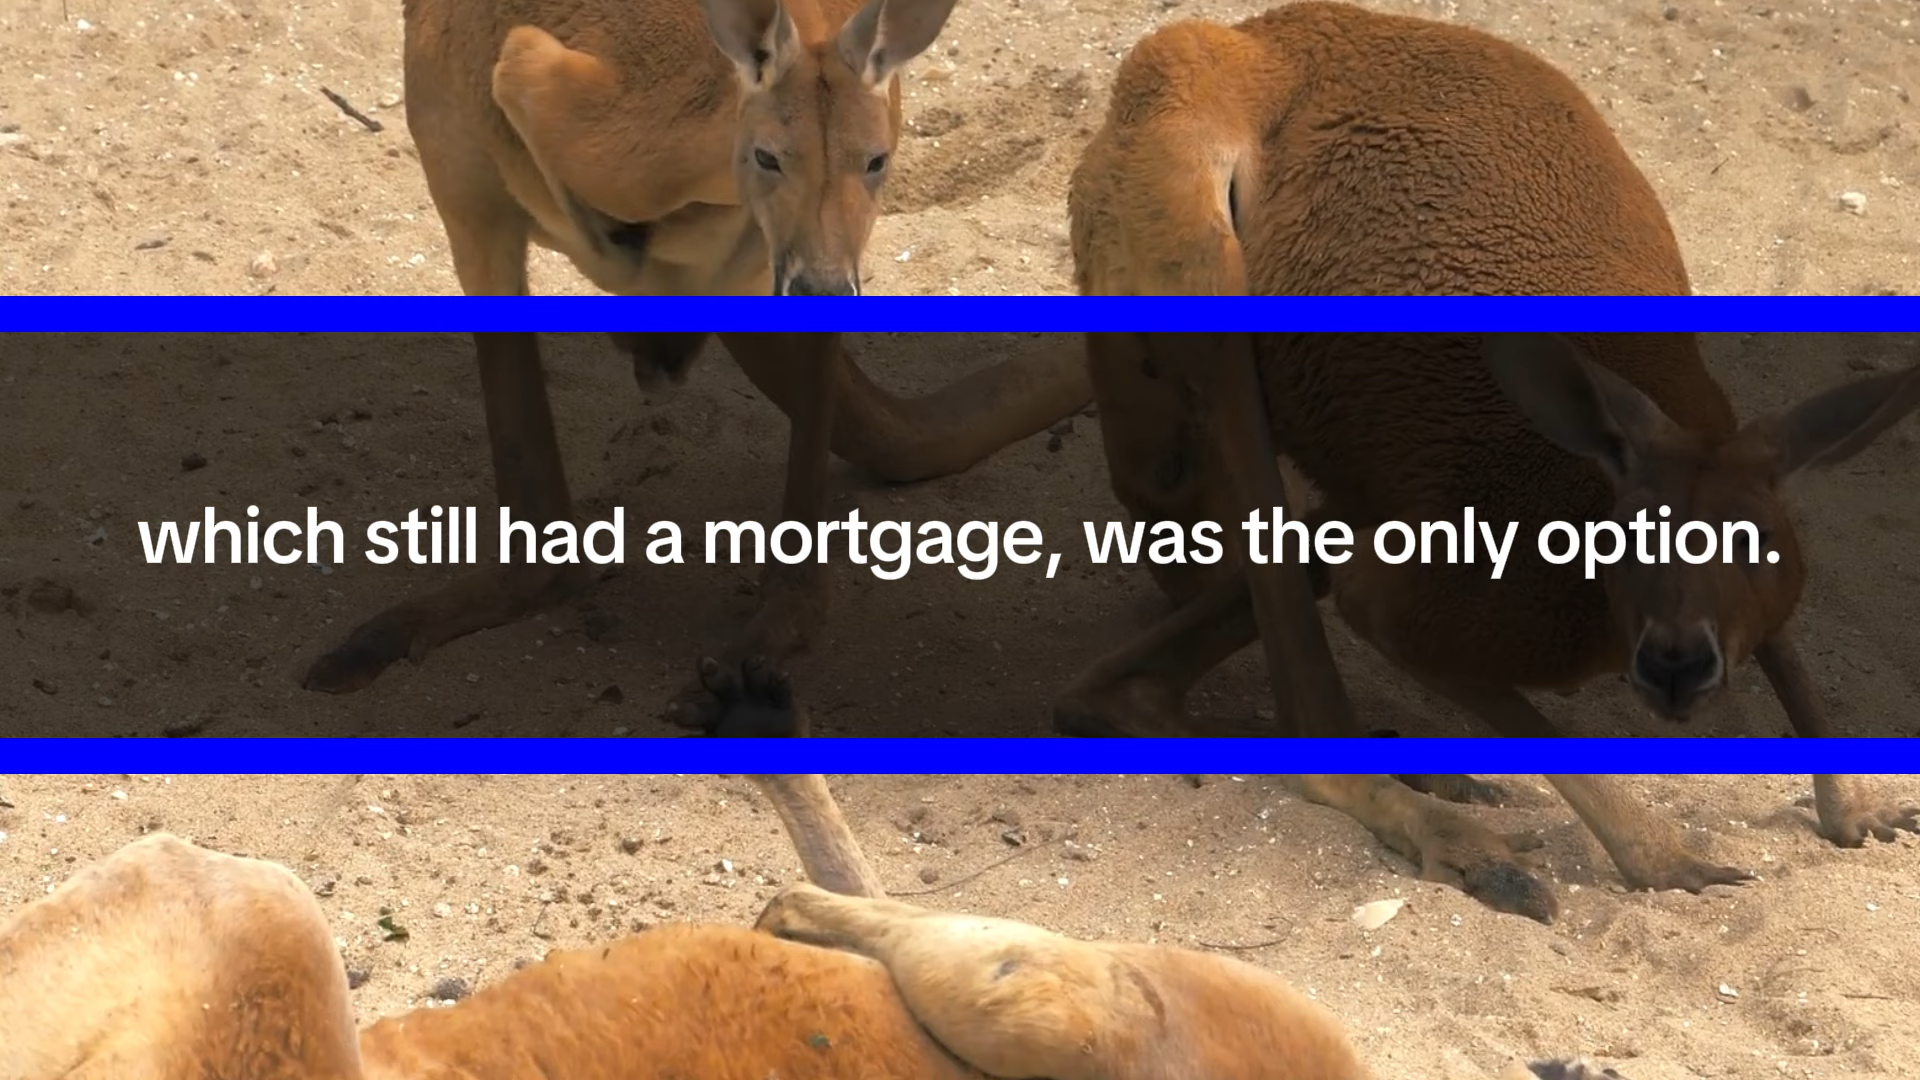 which still had a mortgage, was the only option.